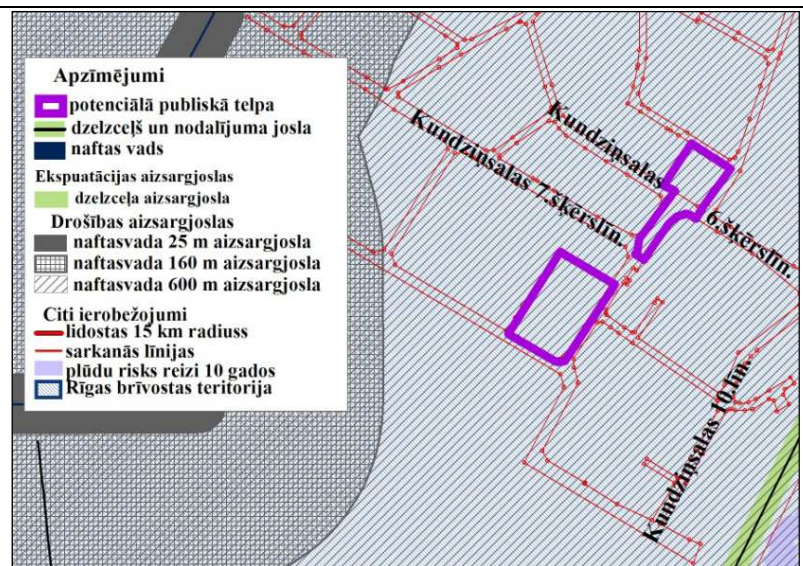 Apzīmējumi
potenciālā publiskā telpa
dzelzceļš un nodalījuma josla
naftas vads
Ekspuatācijas aizsargjoslas
dzelzceļa aizsargjosla
Drošības aizsargjoslas
naftasvada 25 m aizsargjosla
naftasvada 160 m aizsargjosla
naftasvada 600 m aizsargjosla
Citi ierobežojumi
lidostas 15 km radiuss
sarkanās līnijas
plūdu risks reizi 10 gados
Rīgas brīvostas teritorija
Kundziņsalas 7.šķērslīn.
Kundziņsalas 6.šķērslīn.
Kundziņsalas 10.līn.